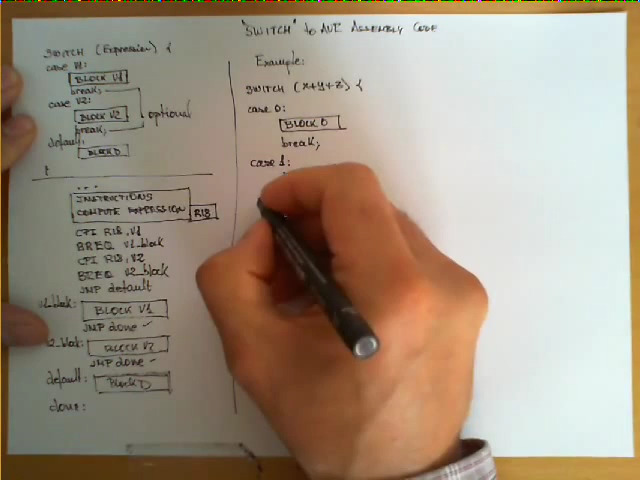 "SWITCH" to AVR ASSEMBLY CODE
SWITCH (Expression) {
case V1:
BLOCK V1
break;
case V2:
BLOCK V2
break;
optional
default:
BLOCK D
}
...
INSTRUCTIONS
COMPUTE EXPRESSION R18
CPI R18, V1
BREQ V1_block
CPI R18, V2
BREQ V2_block
JMP default
v1_block: BLOCK V1
JMP done
v2_block: BLOCK V2
JMP done
default: Block D
done:
Example:
SWITCH (x+y+z) {
case 0:
BLOCK 0
break;
case 1: